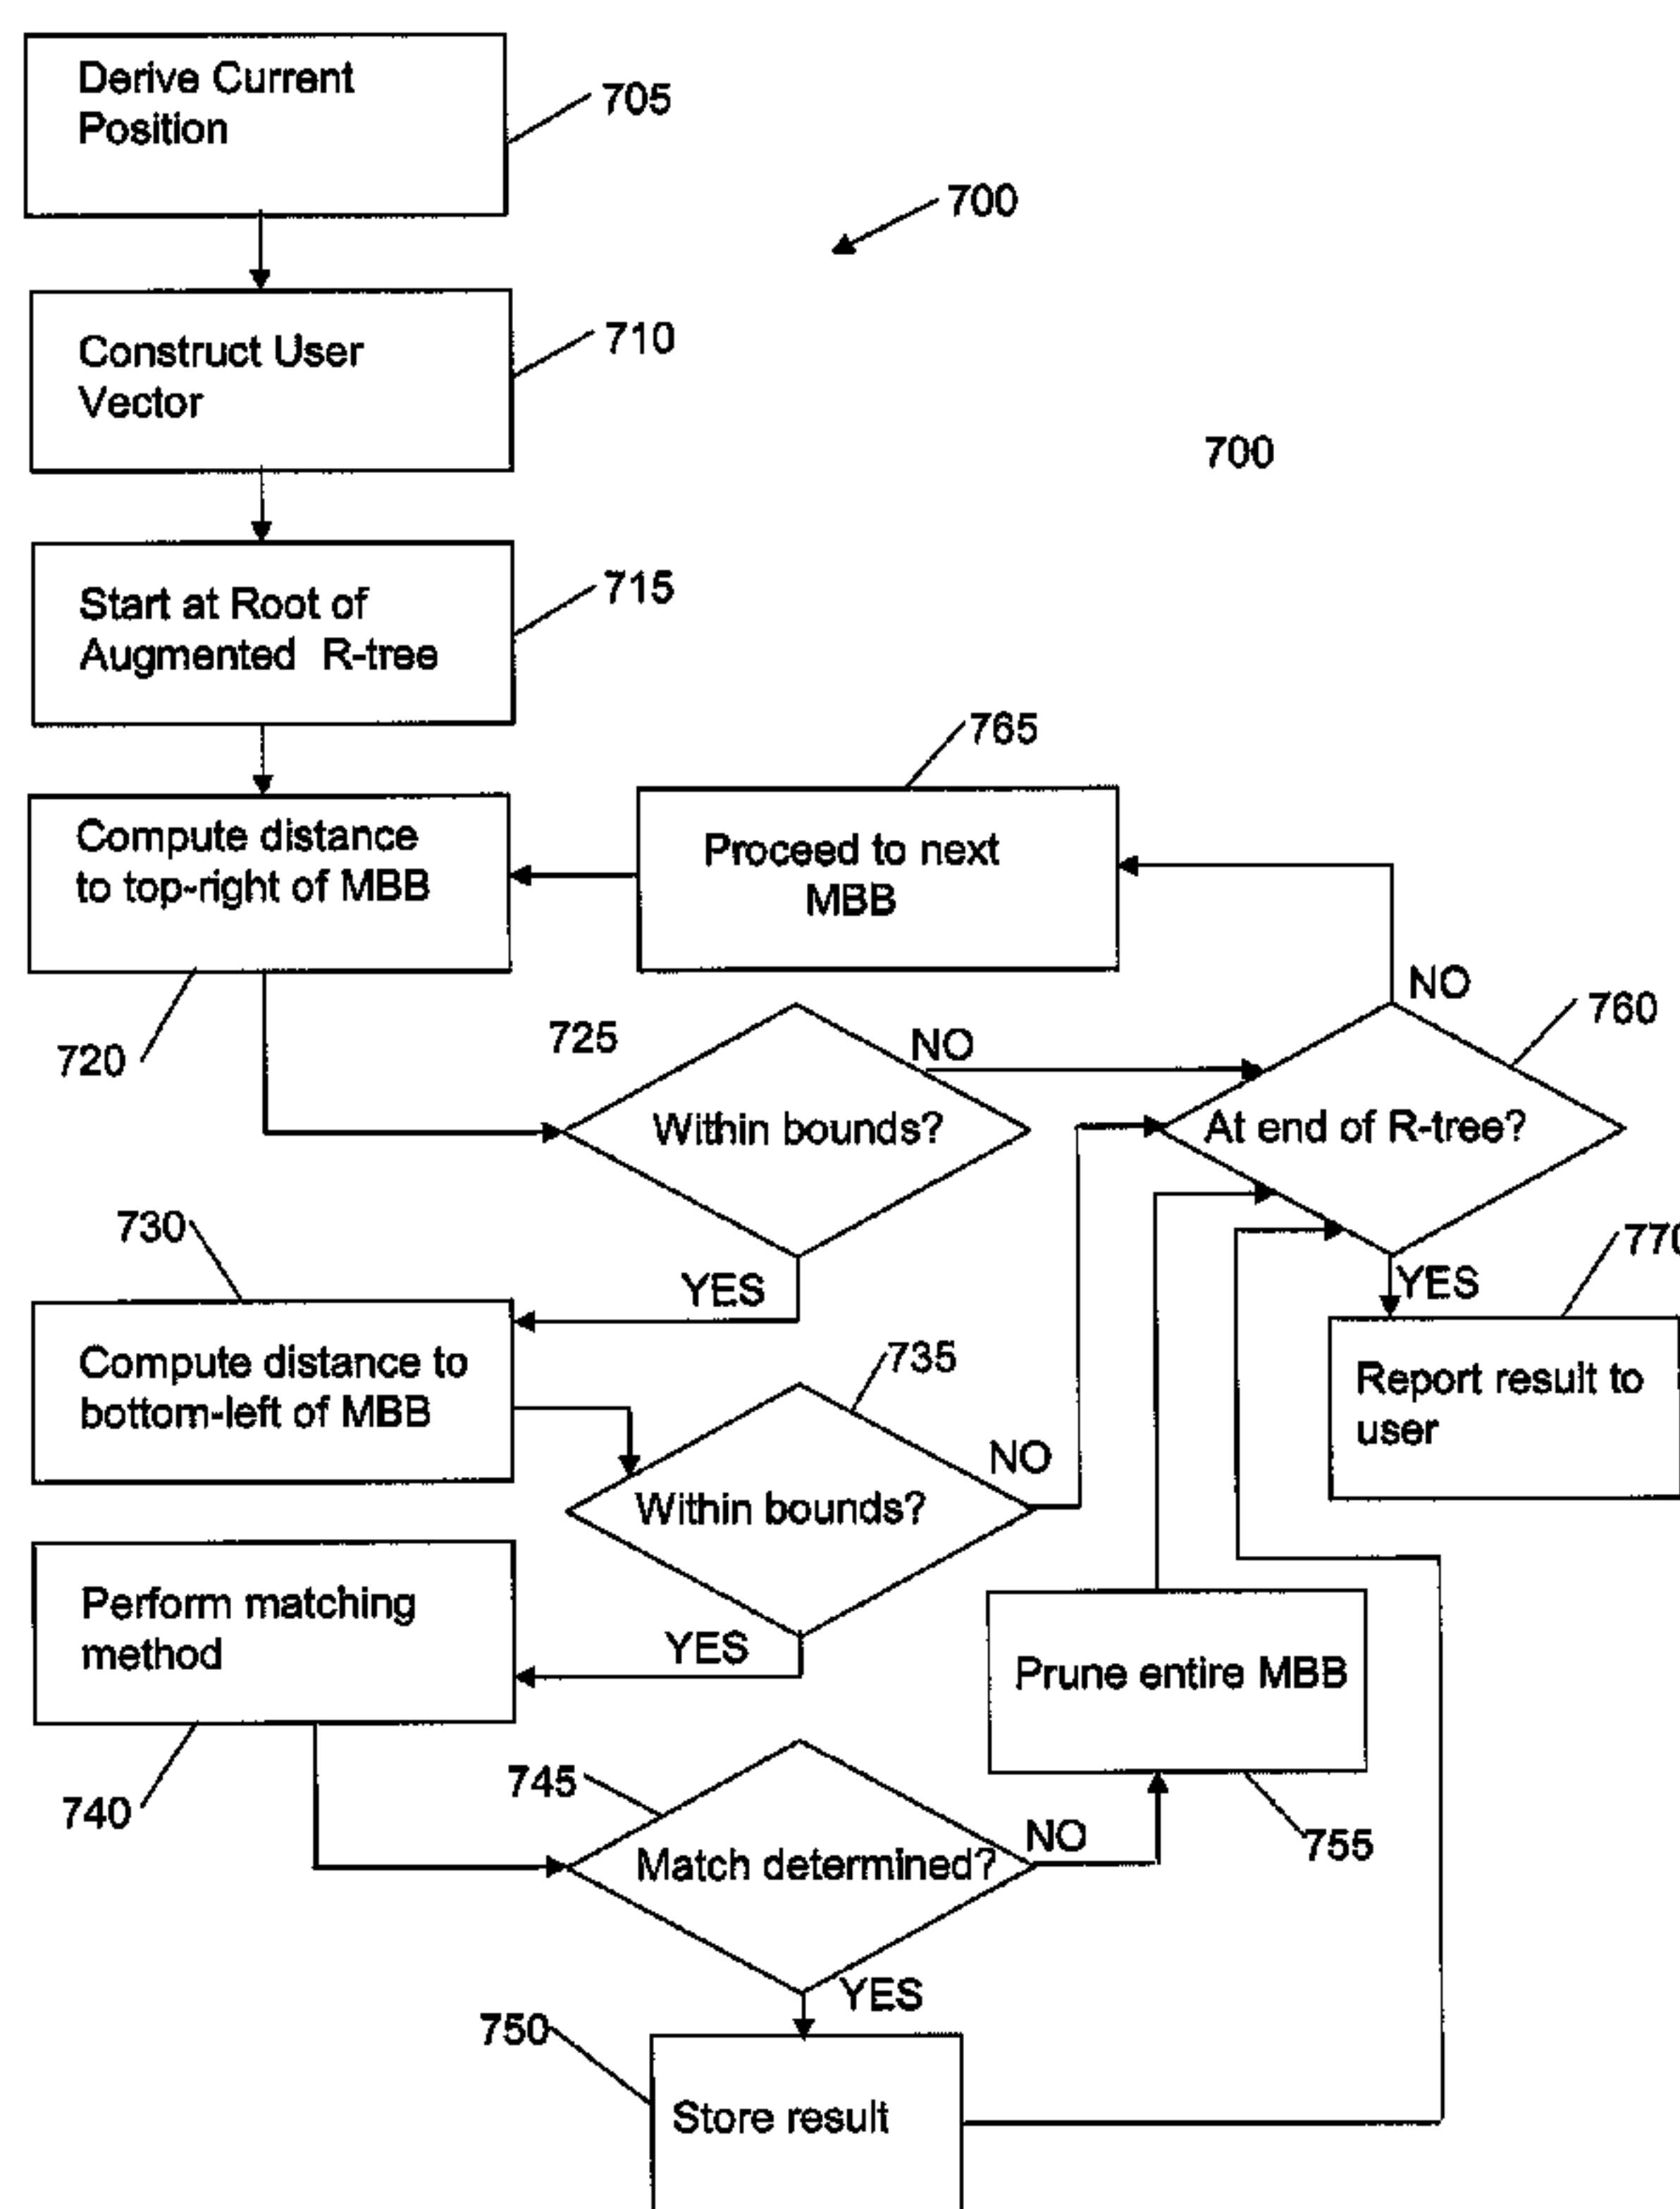 Derive Current
Position
705
700
Construct User
Vector
710
700
Start at Root of
Augmented R-tree
715
765
Compute distance
to top-right of MBB
Proceed to next
MBB
720
725
NO
NO
760
Within bounds?
At end of R-tree?
730
YES
YES
770
Compute distance to
bottom-left of MBB
735
Report result to
user
Within bounds?
NO
Perform matching
method
YES
Prune entire MBB
740
745
Match determined?
NO
755
YES
750
Store result